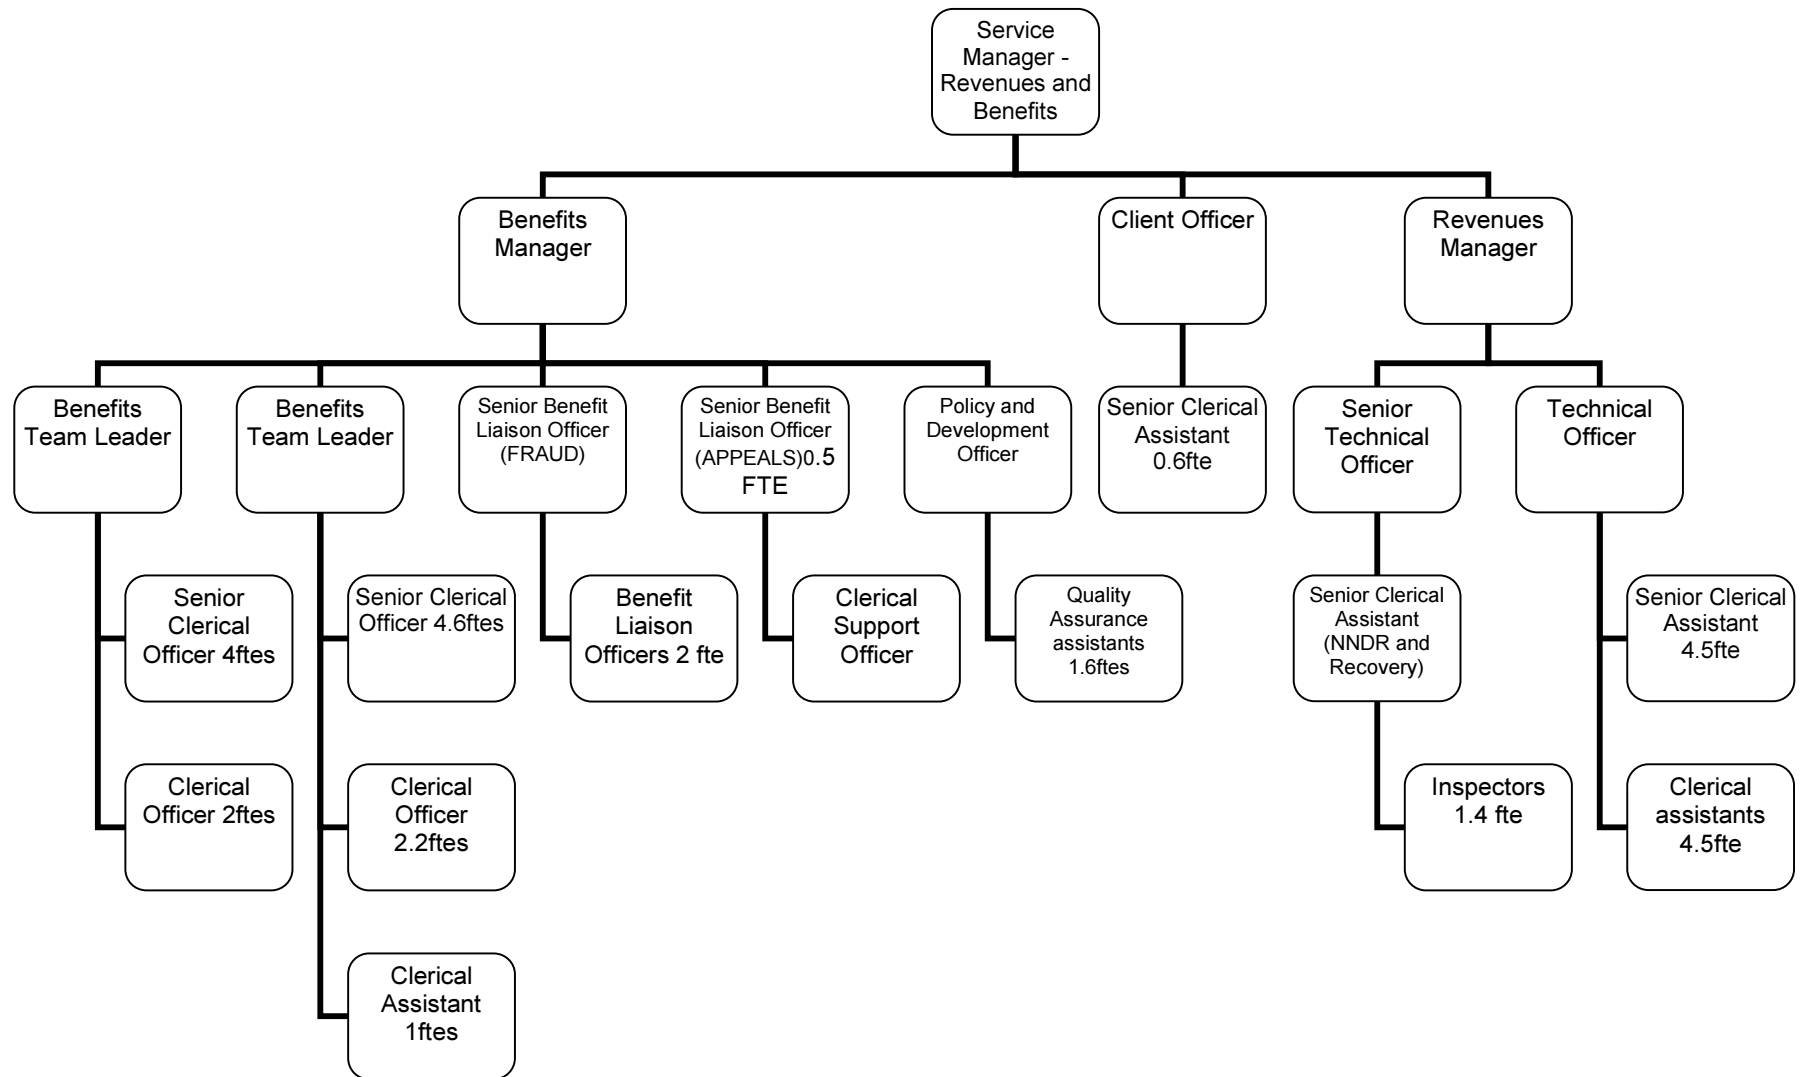 Service
Manager -
Revenues and
Benefits
Benefits
Manager
Client Officer
Revenues
Manager
Benefits
Team Leader
Benefits
Team Leader
Senior Benefit
Liaison Officer
(FRAUD)
Senior Benefit
Liaison Officer
(APPEALS)0.5
FTE
Policy and
Development
Officer
Senior Clerical
Assistant
0.6fte
Senior
Technical
Officer
Technical
Officer
Senior
Clerical
Officer 4ftes
Senior Clerical
Officer 4.6ftes
Benefit
Liaison
Officers 2 fte
Clerical
Support
Officer
Quality
Assurance
assistants
1.6ftes
Senior Clerical
Assistant
(NNDR and
Recovery)
Senior Clerical
Assistant
4.5fte
Clerical
Officer 2ftes
Clerical
Officer
2.2ftes
Inspectors
1.4 fte
Clerical
assistants
4.5fte
Clerical
Assistant
1ftes